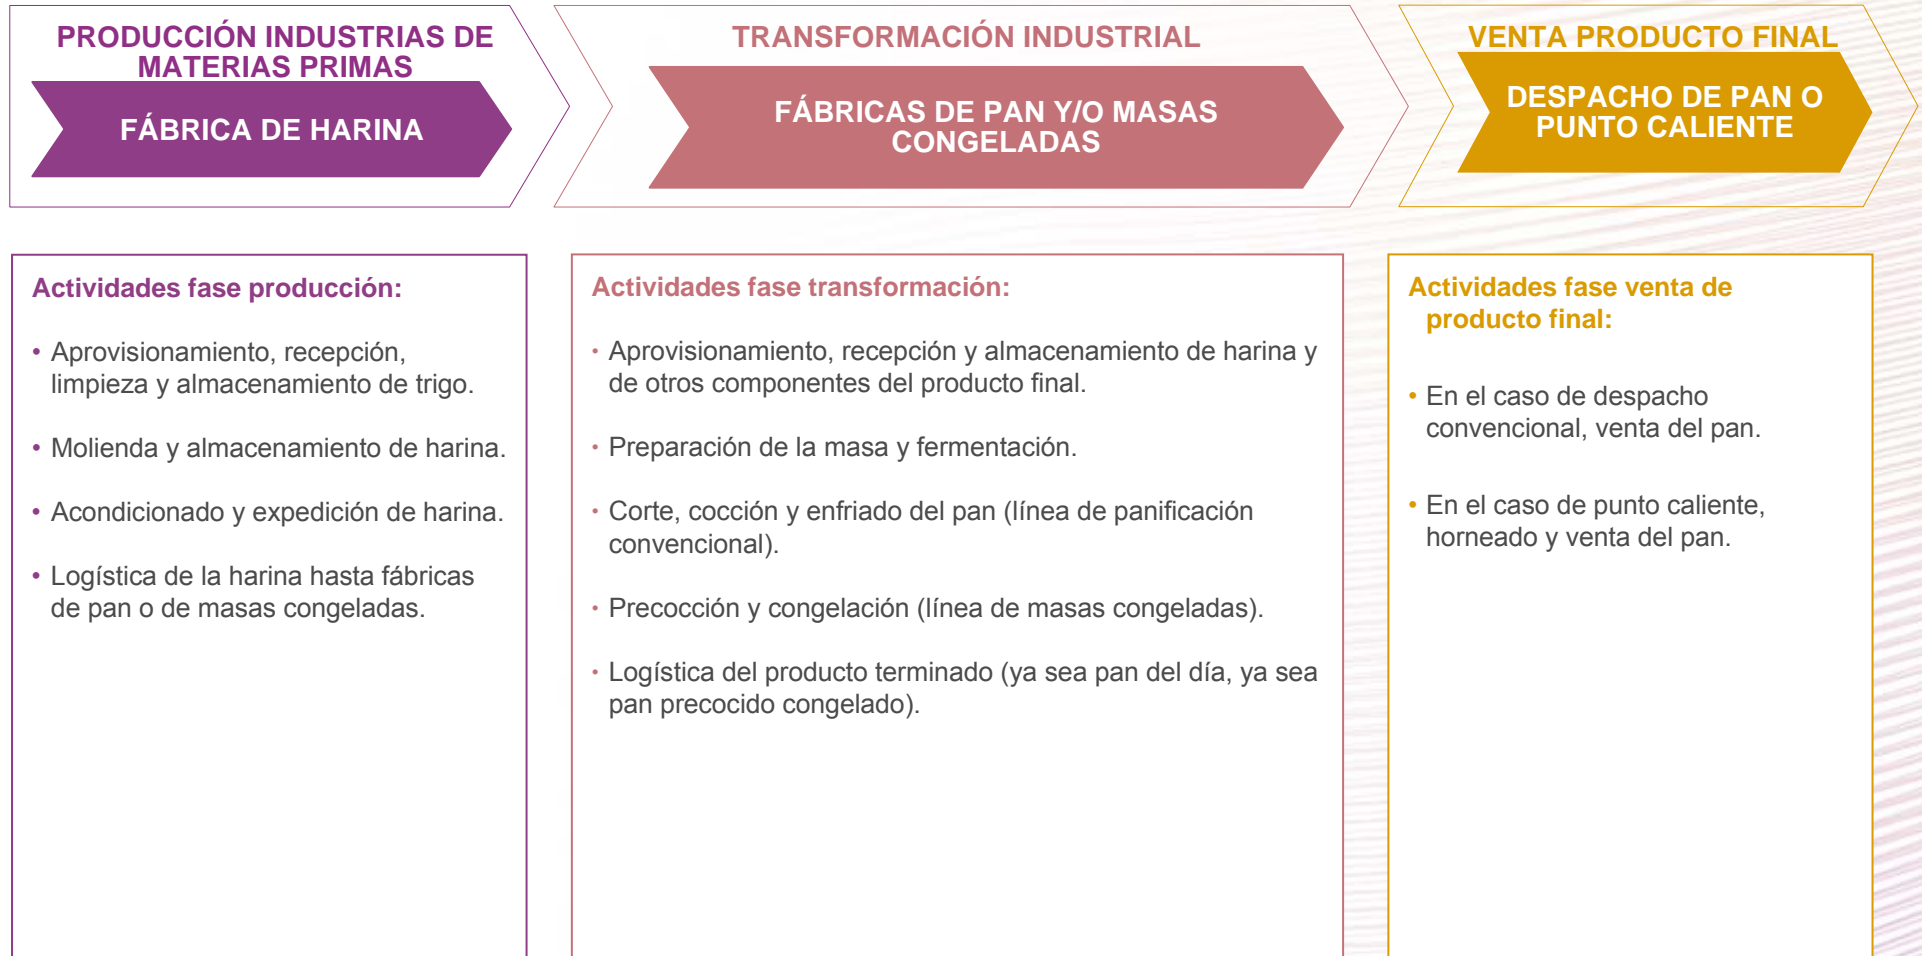 PRODUCCIÓN INDUSTRIAS DE
MATERIAS PRIMAS
FÁBRICA DE HARINA
TRANSFORMACIÓN INDUSTRIAL
FÁBRICAS DE PAN Y/O MASAS
CONGELADAS
VENTA PRODUCTO FINAL
DESPACHO DE PAN O
PUNTO CALIENTE
Actividades fase producción:
• Aprovisionamiento, recepción,
limpieza y almacenamiento de trigo.
• Molienda y almacenamiento de harina.
• Acondicionado y expedición de harina.
• Logística de la harina hasta fábricas
de pan o de masas congeladas.
Actividades fase transformación:
• Aprovisionamiento, recepción y almacenamiento de harina y
de otros componentes del producto final.
• Preparación de la masa y fermentación.
• Corte, cocción y enfriado del pan (línea de panificación
convencional).
• Precocción y congelación (línea de masas congeladas).
• Logística del producto terminado (ya sea pan del día, ya sea
pan precocido congelado).
Actividades fase venta de
producto final:
• En el caso de despacho
convencional, venta del pan.
• En el caso de punto caliente,
horneado y venta del pan.